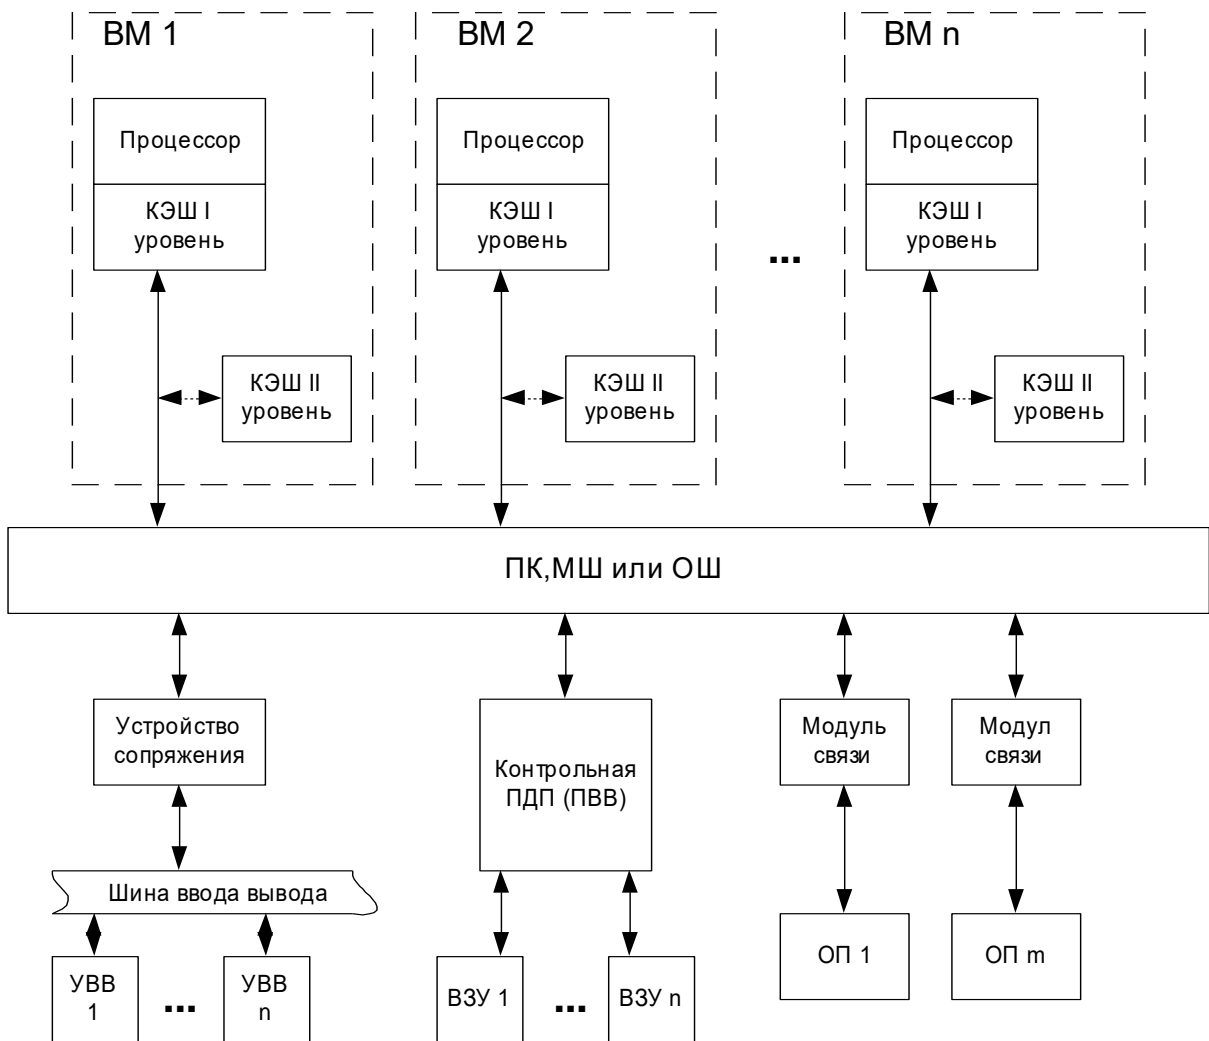 ВМ 1
ВМ 2
ВМ n
Процессор
Процессор
Процессор
КЭШ I
уровень
КЭШ I
уровень
КЭШ I
уровень
...
КЭШ II
уровень
КЭШ II
уровень
КЭШ II
уровень
ПК,МШ или ОШ
Устройство
сопряжения
Контрольная
ПДП (ПВВ)
Модуль
связи
Модул
связи
Шина ввода вывода
УВВ
1
...
УВВ
n
ВЗУ 1
...
ВЗУ n
ОП 1
ОП m